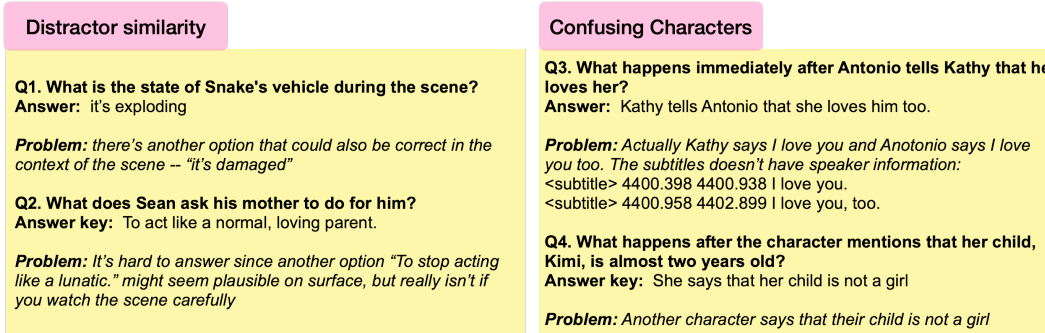 Distractor similarity
Q1. What is the state of Snake's vehicle during the scene?
Answer: it's exploding
Problem: there's another option that could also be correct in the
context of the scene -- “it's damaged”
Q2. What does Sean ask his mother to do for him?
Answer key: To act like a normal, loving parent.
Problem: It's hard to answer since another option “To stop acting
like a lunatic.” might seem plausible on surface, but really isn't if
you watch the scene carefully
Confusing Characters
Q3. What happens immediately after Antonio tells Kathy that he
loves her?
Answer: Kathy tells Antonio that she loves him too.
Problem: Actually Kathy says I love you and Anotonio says I love
you too. The subtitles doesn't have speaker information:
<subtitle> 4400.398 4400.938 I love you.
<subtitle> 4400.958 4402.899 I love you, too.
Q4. What happens after the character mentions that her child,
Kimi, is almost two years old?
Answer key: She says that her child is not a girl
Problem: Another character says that their child is not a girl